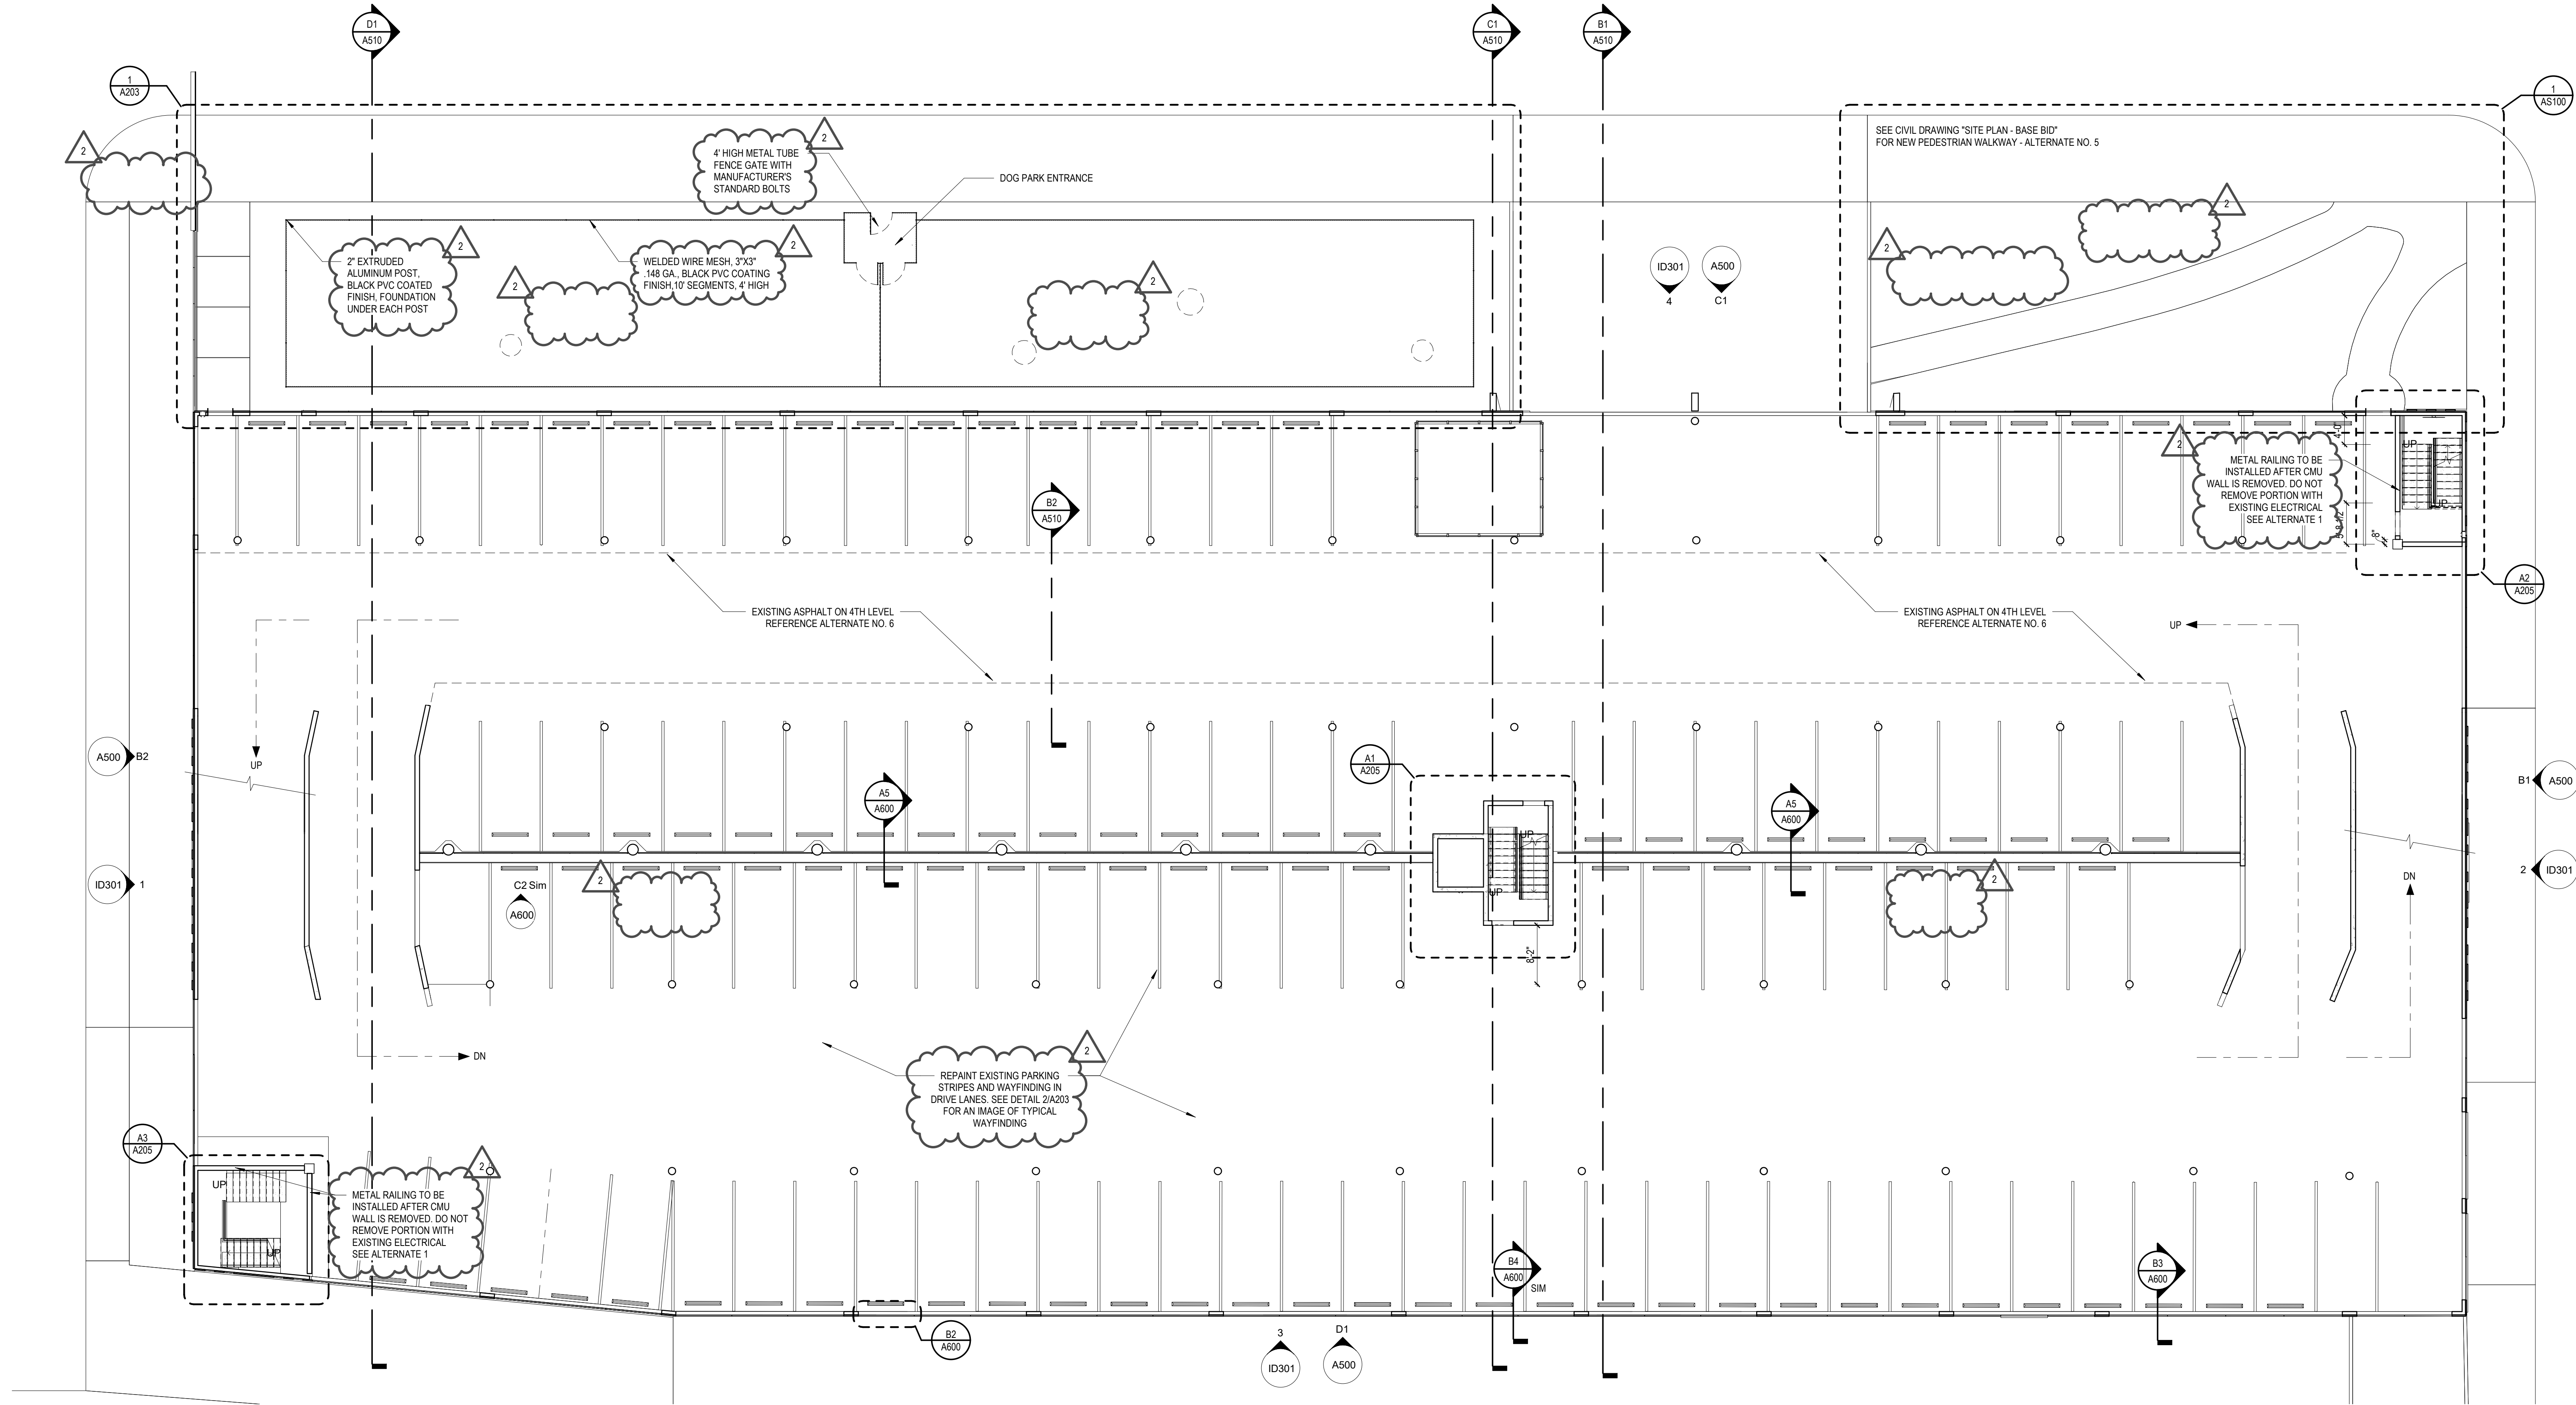 D1
A510
C1
A510
B1
A510
1
A203
1
AS100
2
2
4' HIGH METAL TUBE
FENCE GATE WITH
MANUFACTURER'S
STANDARD BOLTS
DOG PARK ENTRANCE
SEE CIVIL DRAWING "SITE PLAN - BASE BID"
FOR NEW PEDESTRIAN WALKWAY - ALTERNATE NO. 5
2
2" EXTRUDED
ALUMINUM POST,
BLACK PVC COATED
FINISH, FOUNDATION
UNDER EACH POST
2
2
WELDED WIRE MESH, 3"X3"
.148 GA., BLACK PVC COATING
FINISH,10' SEGMENTS, 4' HIGH
2
2
2
ID301
4
A500
C1
2
METAL RAILING TO BE
INSTALLED AFTER CMU
WALL IS REMOVED. DO NOT
REMOVE PORTION WITH
EXISTING ELECTRICAL
SEE ALTERNATE 1
4'-0"
5'-8 1/2"
8"
UP
UP
A2
A205
B2
A510
EXISTING ASPHALT ON 4TH LEVEL
REFERENCE ALTERNATE NO. 6
EXISTING ASPHALT ON 4TH LEVEL
REFERENCE ALTERNATE NO. 6
UP
UP
A500
B2
A1
A205
A5
A600
A5
A600
B1
A500
UP
UP
ID301
1
C2 Sim
A600
2
2
2
ID301
DN
8'-2"
DN
2
REPAINT EXISTING PARKING
STRIPES AND WAYFINDING IN
DRIVE LANES. SEE DETAIL 2/A203
FOR AN IMAGE OF TYPICAL
WAYFINDING
A3
A205
2
UP
UP
METAL RAILING TO BE
INSTALLED AFTER CMU
WALL IS REMOVED. DO NOT
REMOVE PORTION WITH
EXISTING ELECTRICAL
SEE ALTERNATE 1
B4
A600
SIM
B3
A600
B2
A600
3
ID301
D1
A500